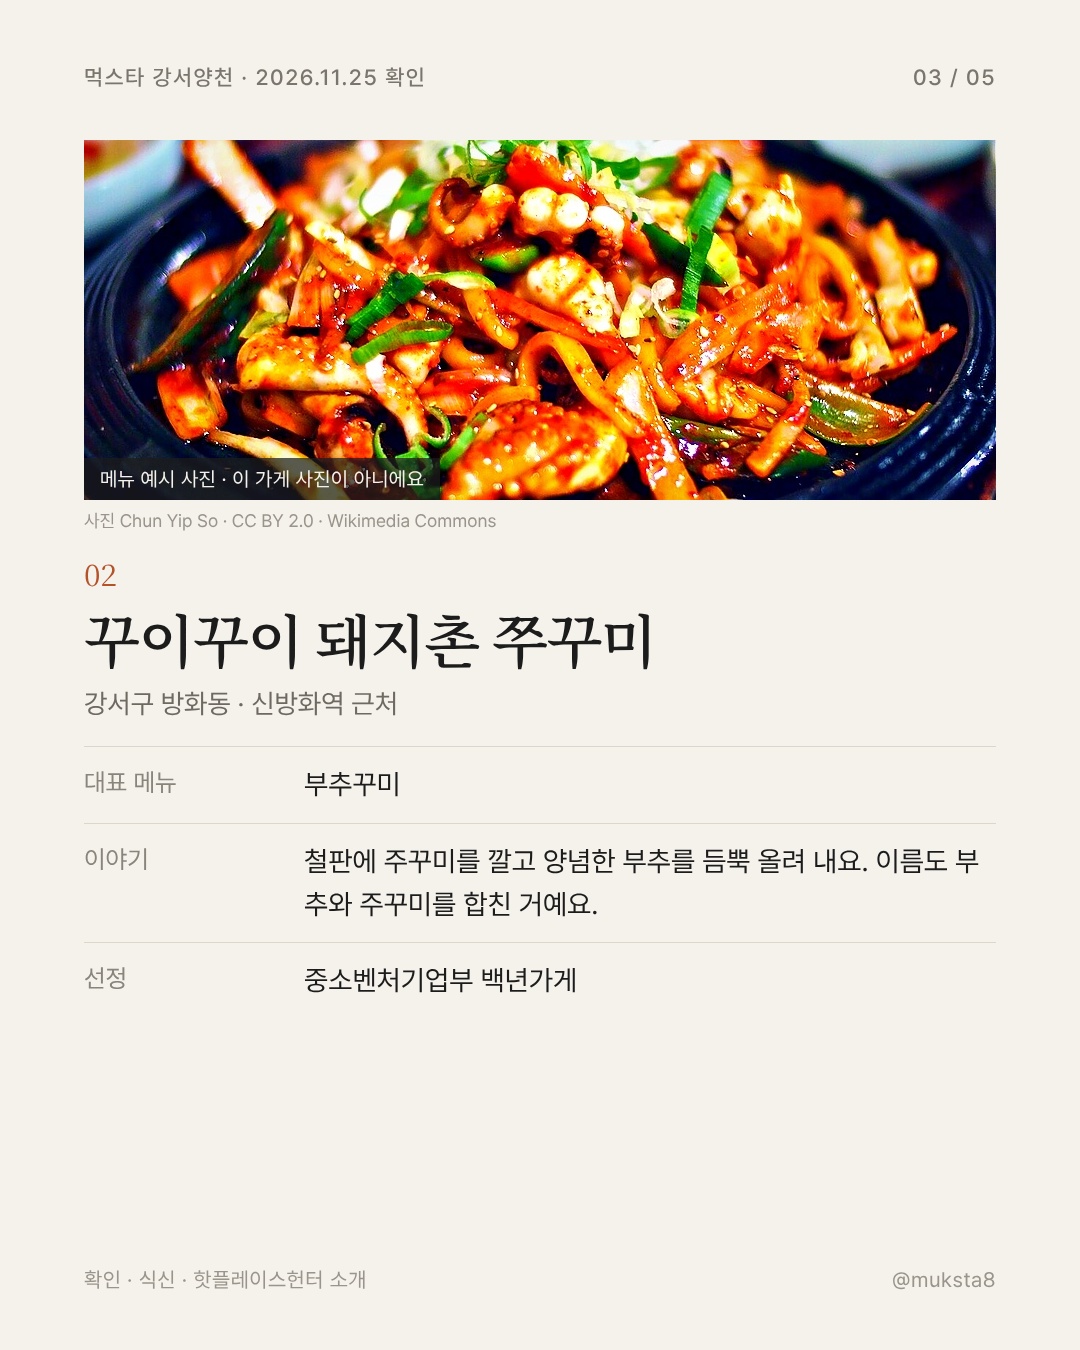 먹스타 강서양천 · 2026.11.25 확인
03 / 05
메뉴 예시 사진 · 이 가게 사진이 아니에요
사진 Chun Yip So · CC BY 2.0 · Wikimedia Commons
02
꾸이꾸이 돼지촌 쭈꾸미
강서구 방화동 · 신방화역 근처
대표 메뉴
부추꾸미
이야기
철판에 주꾸미를 깔고 양념한 부추를 듬뿍 올려 내요. 이름도 부
추와 주꾸미를 합친 거예요.
선정
중소벤처기업부 백년가게
확인 · 식신 · 핫플레이스헌터 소개
@muksta8